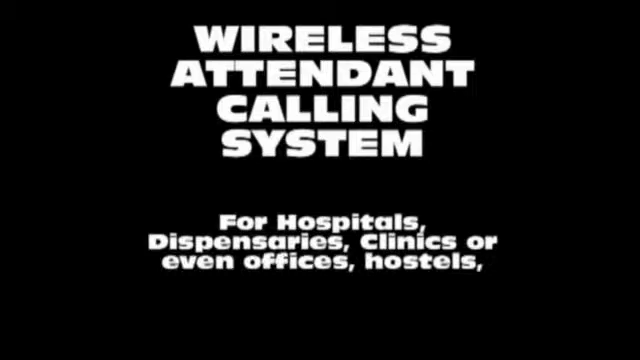 WIRELESS
ATTENDANT
CALLING
SYSTEM
For Hospitals,
Dispensaries, Clinics or
even offices, hostels,